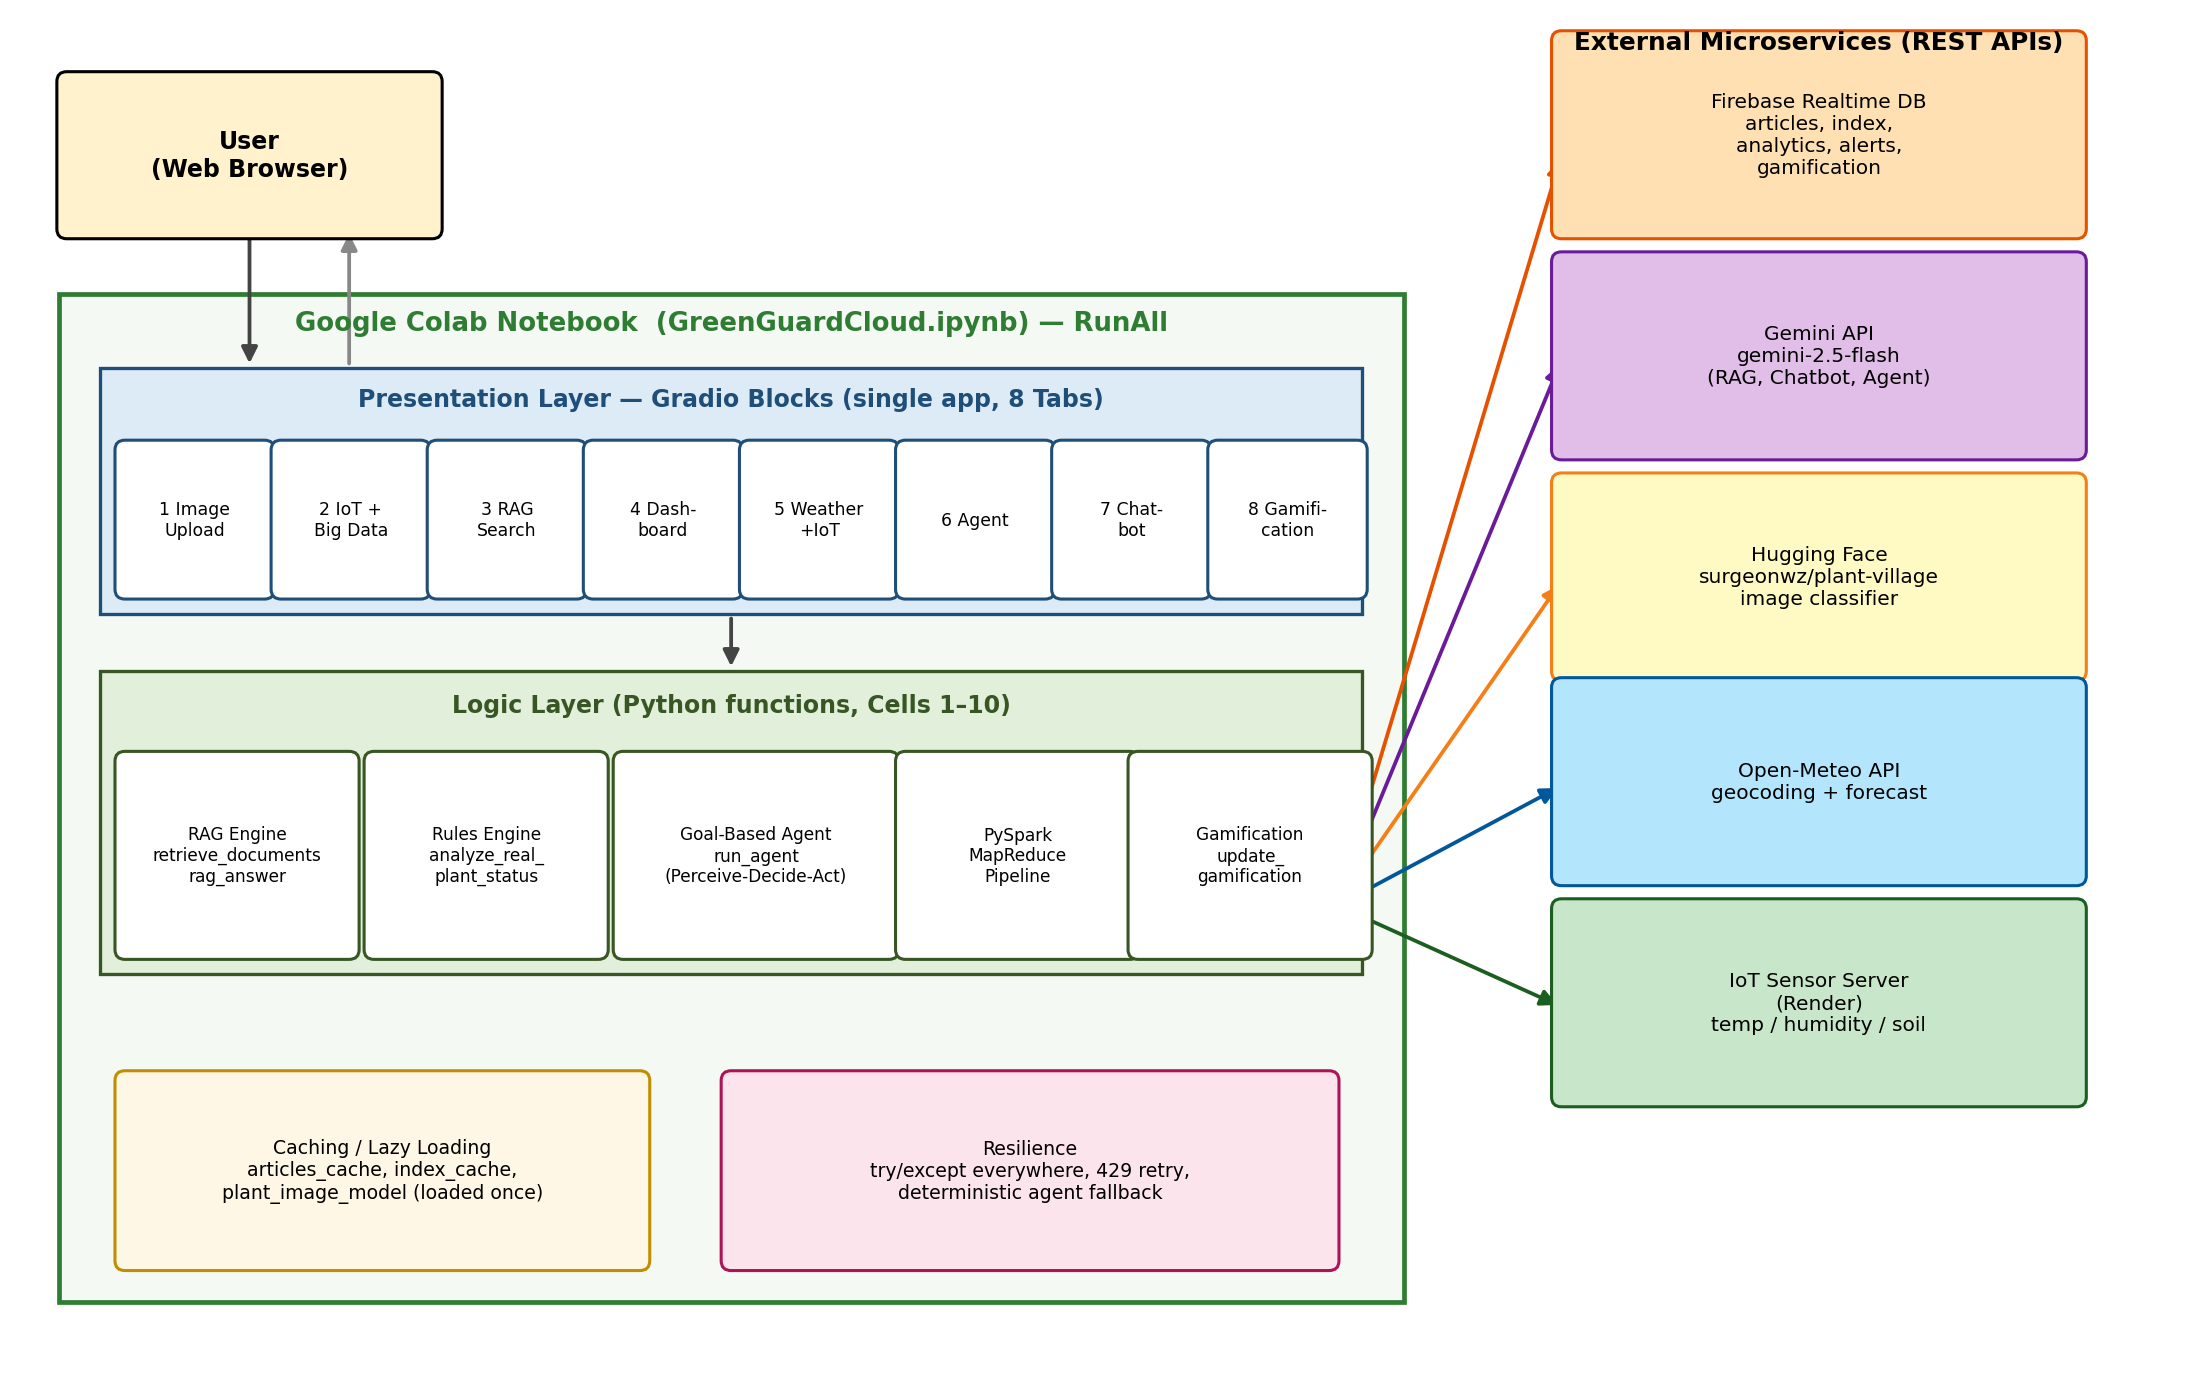 External Microservices (REST APIs)
User
(Web Browser)
Firebase Realtime DB
articles, index,
analytics, alerts,
gamification
Google Colab Notebook  (GreenGuardCloud.ipynb) — RunAll
Presentation Layer — Gradio Blocks (single app, 8 Tabs)
1 Image
Upload
2 IoT +
Big Data
3 RAG
Search
4 Dash-
board
5 Weather
+IoT
6 Agent
7 Chat-
bot
8 Gamifi-
cation
Logic Layer (Python functions, Cells 1–10)
RAG Engine
retrieve_documents
rag_answer
Rules Engine
analyze_real_
plant_status
Goal-Based Agent
run_agent
(Perceive-Decide-Act)
PySpark
MapReduce
Pipeline
Gamification
update_
gamification
Caching / Lazy Loading
articles_cache, index_cache,
plant_image_model (loaded once)
Resilience
try/except everywhere, 429 retry,
deterministic agent fallback
Gemini API
gemini-2.5-flash
(RAG, Chatbot, Agent)
Hugging Face
surgeonwz/plant-village
image classifier
Open-Meteo API
geocoding + forecast
IoT Sensor Server
(Render)
temp / humidity / soil